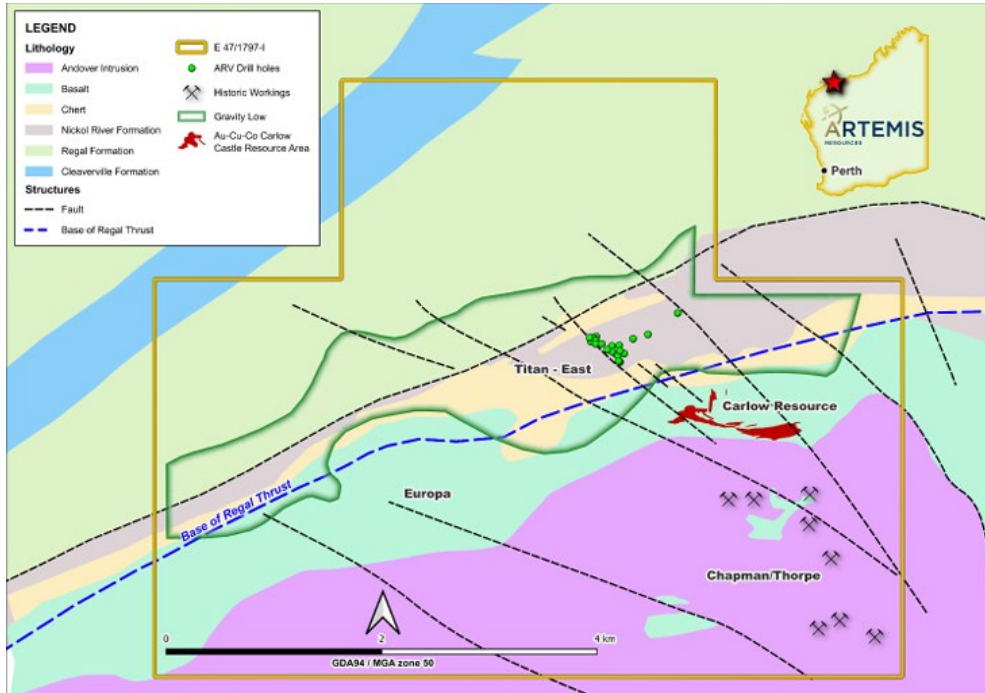 LEGEND
Lithology
Andover Intrusion
Basalt
Chert
Nickol River Formation
Regal Formation
Cleaverville Formation
Structures
Fault
Base of Regal Thrust
E 47/1797-I
ARV Drill holes
Historic Workings
Gravity Low
Au-Cu-Co Carlow
Castle Resource Area
ARTEMIS
RESOURCES
Perth
Titan - East
Carlow Resource
Europa
Base of Regal Thrust
Chapman/Thorpe
0 2 4 km
GDA94 / MGA zone 50